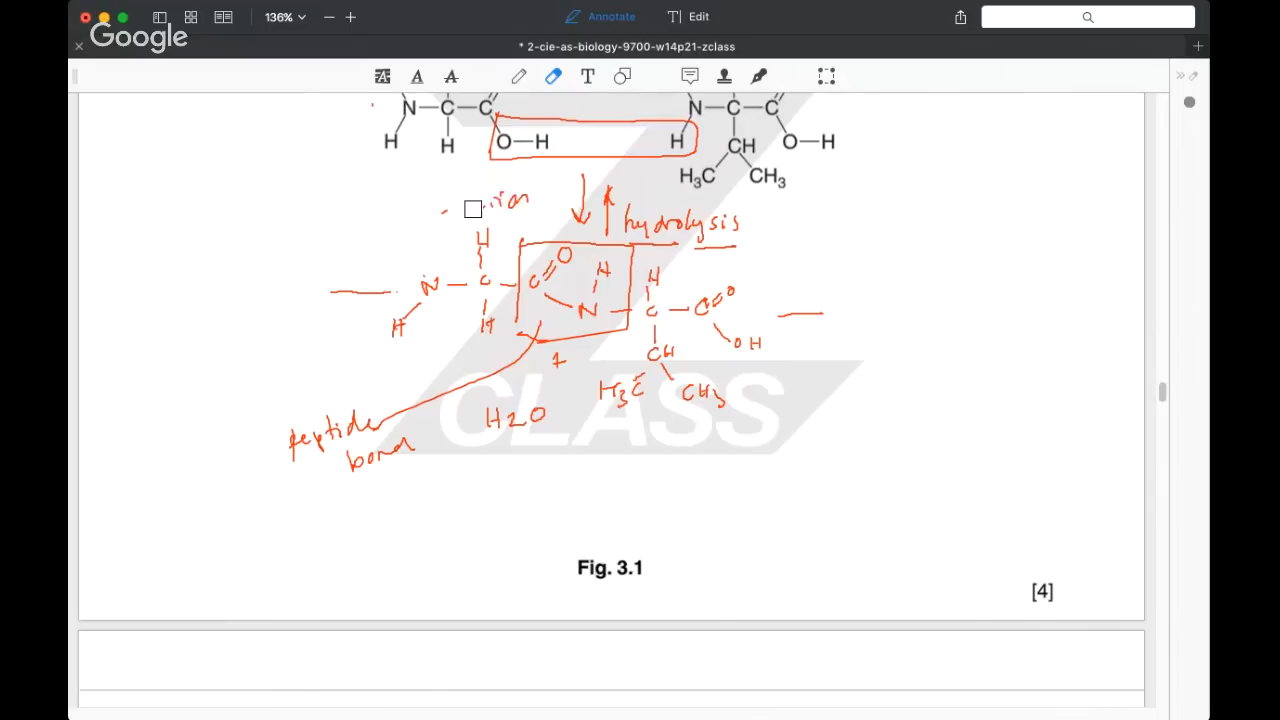 136% Annotate Edit
Google
* 2-cie-as-biology-9700-w14p21-zclass
N C C N C C
H H O H H CH O H
H3C CH3
hydrolysis
H O H H
N C C N C C O
H H CH OH
+ H3C CH3
H2O
peptide
bond
CLASS
Fig. 3.1
[4]